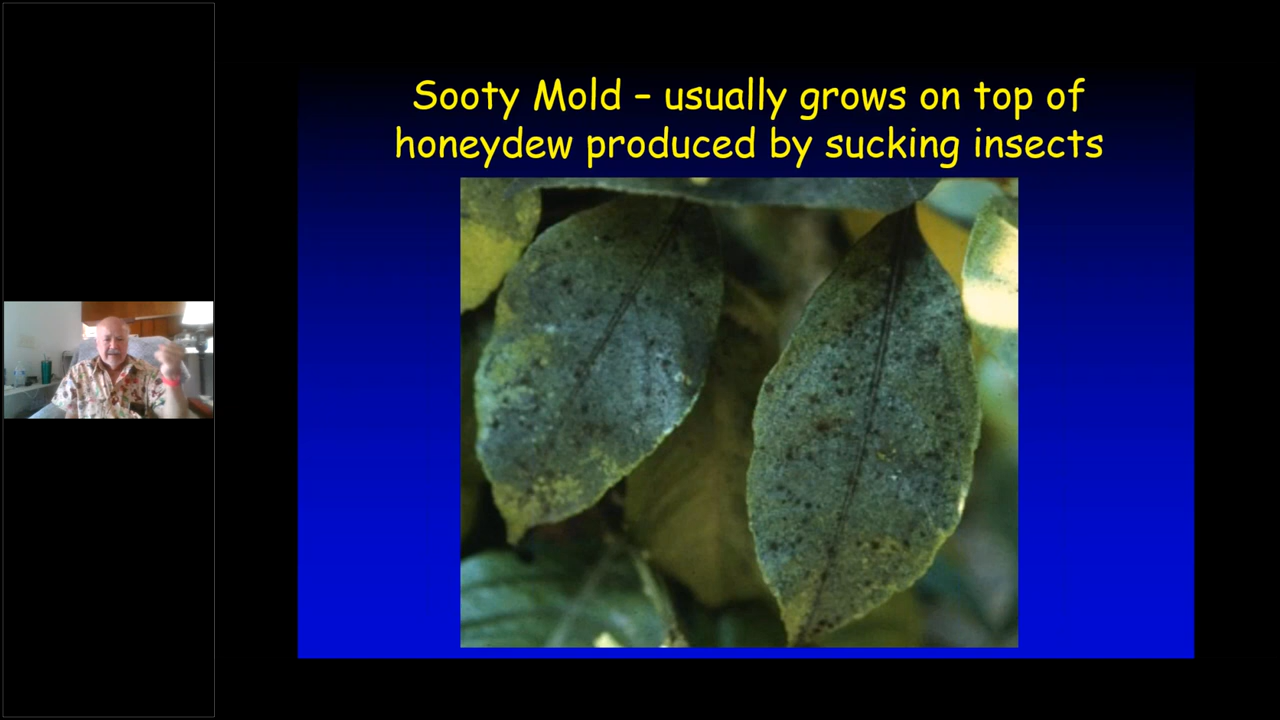 Sooty Mold – usually grows on top of
honeydew produced by sucking insects